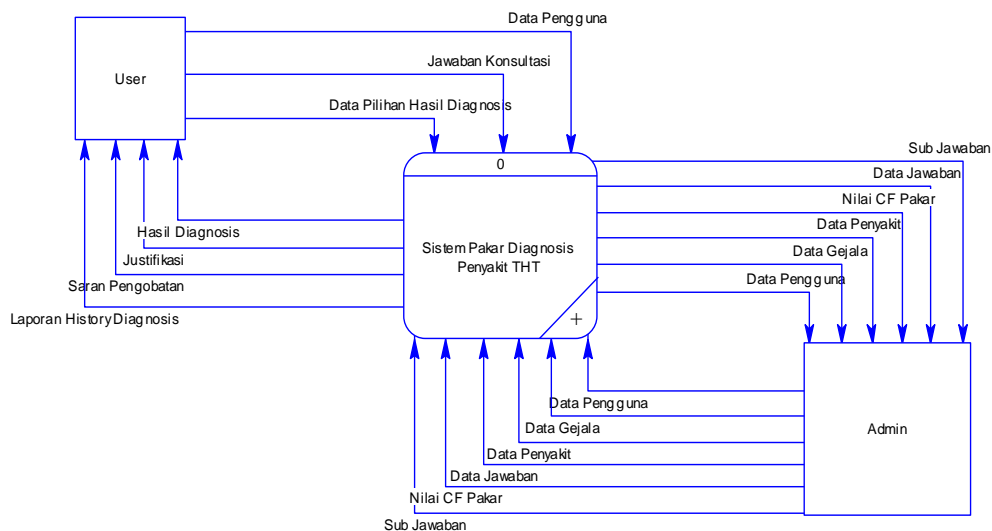 Data Pengguna
User
Jawaban Konsultasi
Data Pilihan Hasil Diagnosis
0
Sub Jawaban
Data Jawaban
Nilai CF Pakar
Data Penyakit
Data Gejala
Data Pengguna
Sistem Pakar Diagnosis
Penyakit THT
+
Hasil Diagnosis
Justifikasi
Saran Pengobatan
Laporan History Diagnosis
Admin
Data Pengguna
Data Gejala
Data Penyakit
Data Jawaban
Nilai CF Pakar
Sub Jawaban